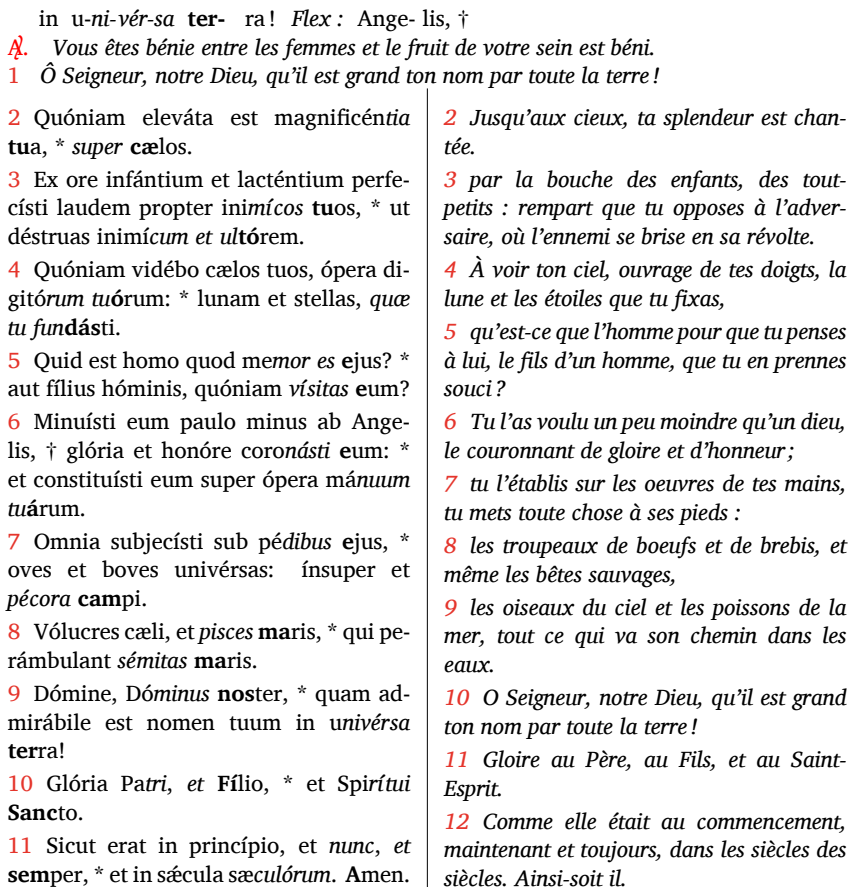 in u-ni-vér-sa ter- ra ! Flex : Ange- lis, †
Ⱥ. Vous êtes bénie entre les femmes et le fruit de votre sein est béni.
1 Ô Seigneur, notre Dieu, qu'il est grand ton nom par toute la terre !
2 Quóniam eleváta est magnificéntia
tua, * super cælos.
3 Ex ore infántium et lacténtium perfe-
císti laudem propter inimícos tuos, * ut
déstruas inimícum et ultórem.
4 Quóniam vidébo cælos tuos, ópera di-
gitórum tuórum: * lunam et stellas, quæ
tu fundásti.
5 Quid est homo quod memor es ejus? *
aut fílius hóminis, quóniam vísitas eum?
6 Minuísti eum paulo minus ab Ange-
lis, † glória et honóre coronásti eum: *
et constituísti eum super ópera mánuum
tuárum.
7 Omnia subjecísti sub pédibus ejus, *
oves et boves univérsas: ínsuper et
pécora campi.
8 Vólucres cæli, et pisces maris, * qui pe-
rámbulant sémitas maris.
9 Dómine, Dóminus noster, * quam ad-
mirábile est nomen tuum in univérsa
terra!
10 Glória Patri, et Fílio, * et Spirítui
Sancto.
11 Sicut erat in princípio, et nunc, et
semper, * et in sǽcula sæculórum. Amen.
2 Jusqu'aux cieux, ta splendeur est chan-
tée.
3 par la bouche des enfants, des tout-
petits : rempart que tu opposes à l'adver-
saire, où l'ennemi se brise en sa révolte.
4 À voir ton ciel, ouvrage de tes doigts, la
lune et les étoiles que tu fixas,
5 qu'est-ce que l'homme pour que tu penses
à lui, le fils d'un homme, que tu en prennes
souci ?
6 Tu l'as voulu un peu moindre qu'un dieu,
le couronnant de gloire et d'honneur ;
7 tu l'établis sur les oeuvres de tes mains,
tu mets toute chose à ses pieds :
8 les troupeaux de boeufs et de brebis, et
même les bêtes sauvages,
9 les oiseaux du ciel et les poissons de la
mer, tout ce qui va son chemin dans les
eaux.
10 O Seigneur, notre Dieu, qu'il est grand
ton nom par toute la terre !
11 Gloire au Père, au Fils, et au Saint-
Esprit.
12 Comme elle était au commencement,
maintenant et toujours, dans les siècles des
siècles. Ainsi-soit il.